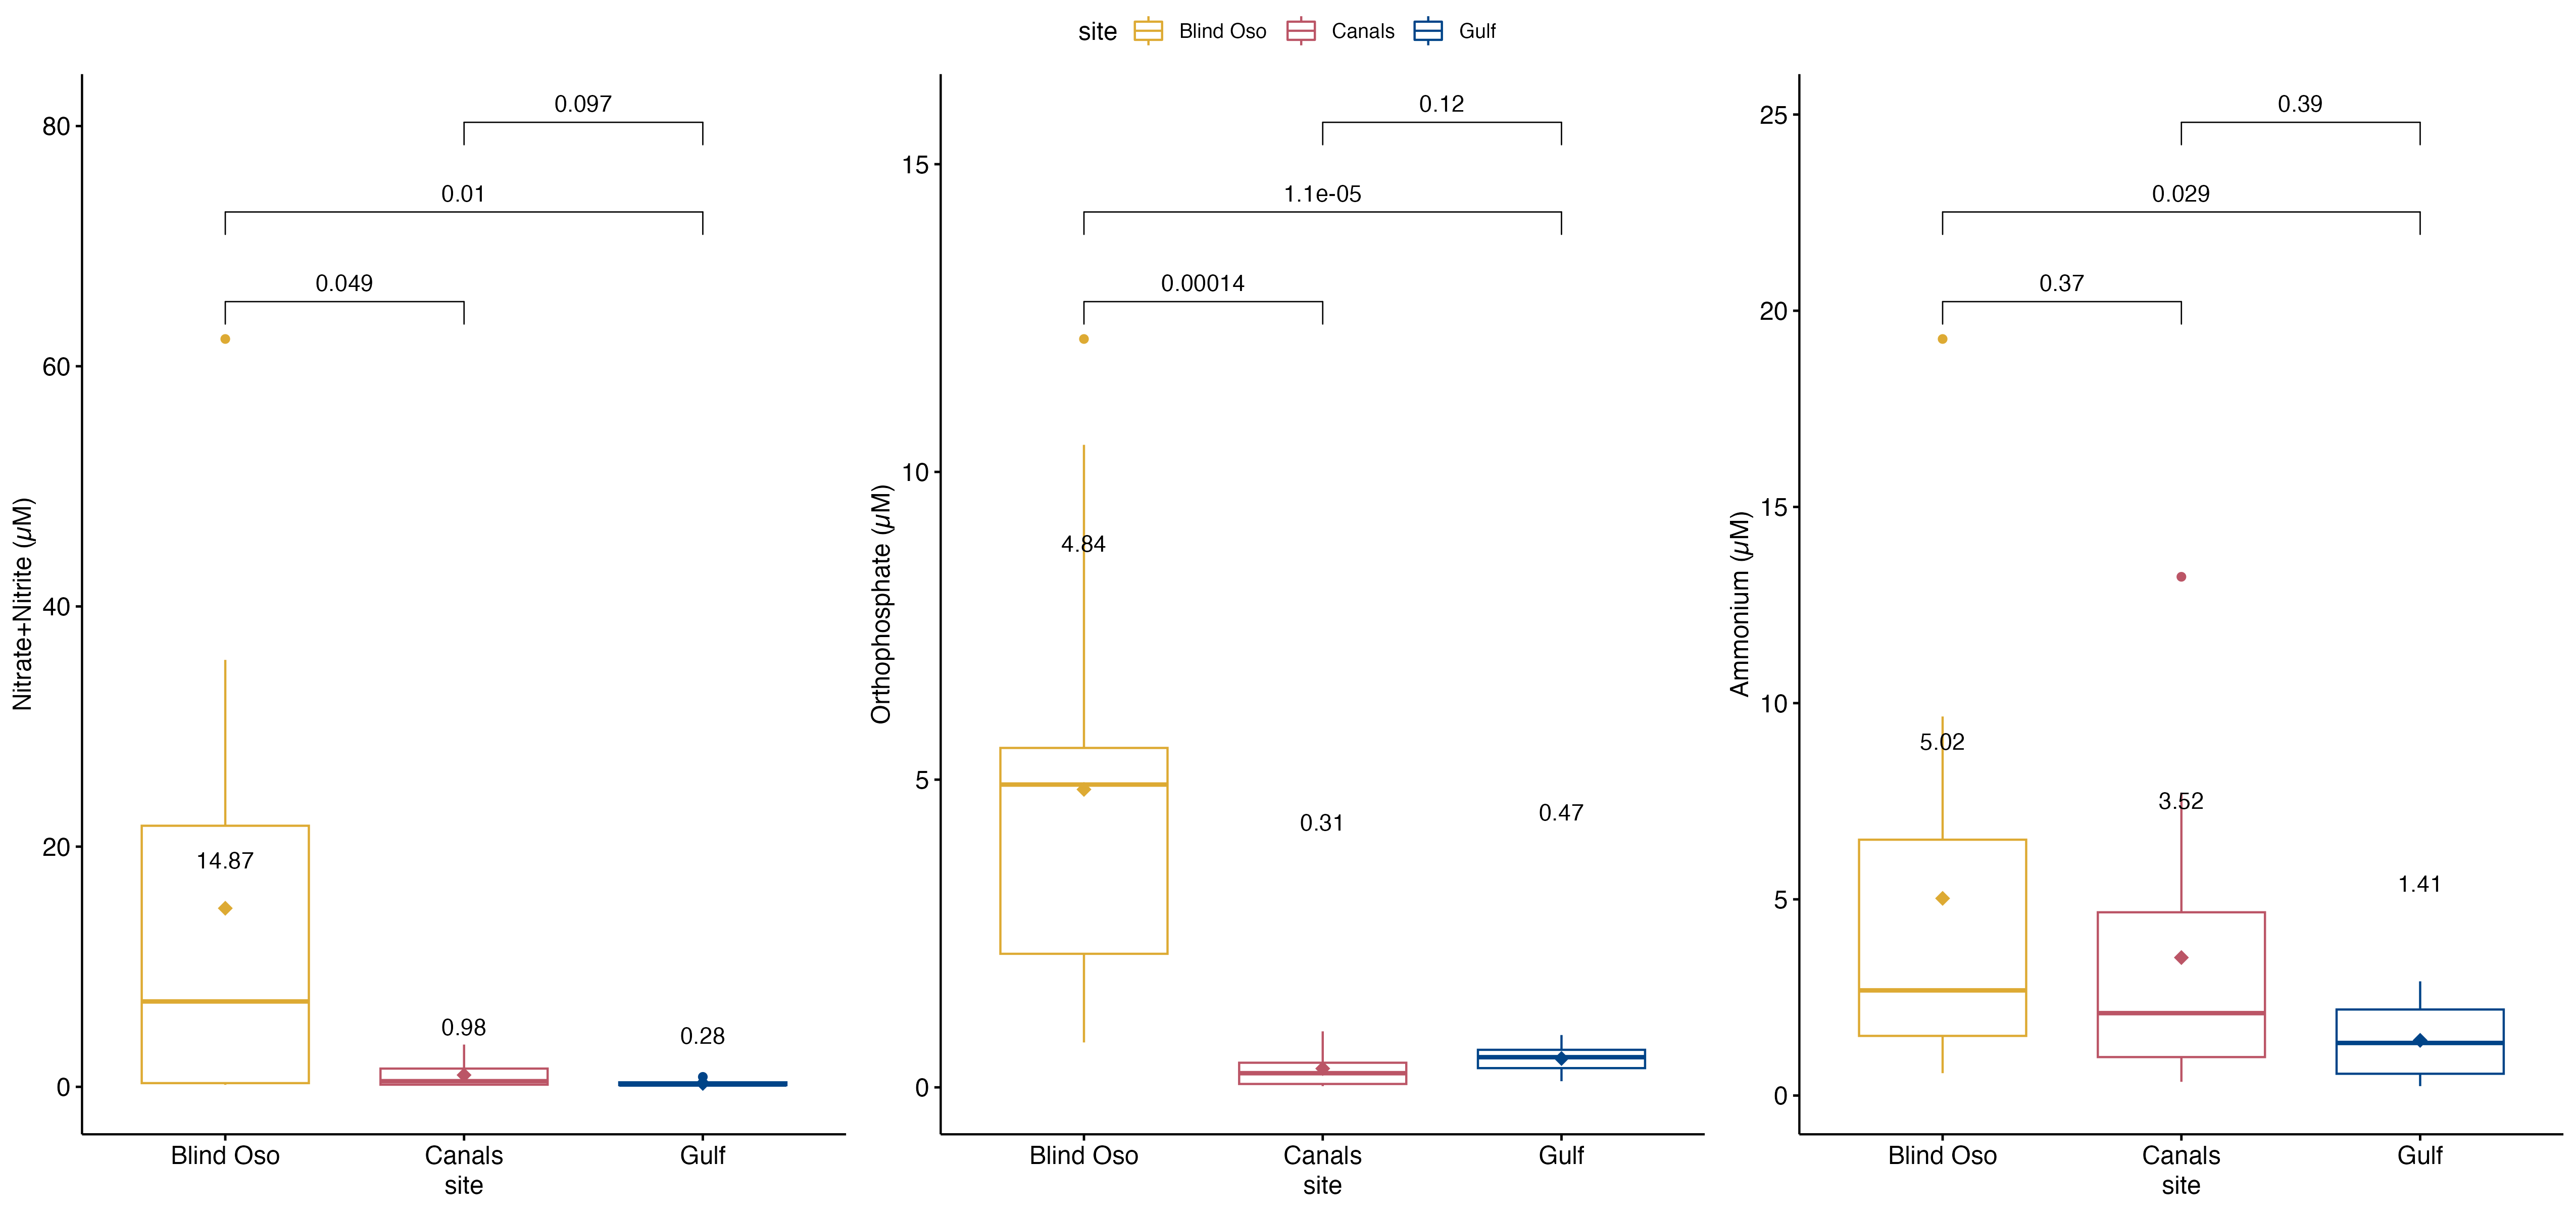 site Blind Oso Canals Gulf
Nitrate+Nitrite (µM)
80
60
40
20
0
0.097
0.01
0.049
14.87
0.98
0.28
Blind Oso Canals Gulf
site
Orthophosphate (µM)
15
10
5
0
0.12
1.1e-05
0.00014
4.84
0.31
0.47
Blind Oso Canals Gulf
site
Ammonium (µM)
25
20
15
10
5
0
0.39
0.029
0.37
5.02
3.52
1.41
Blind Oso Canals Gulf
site